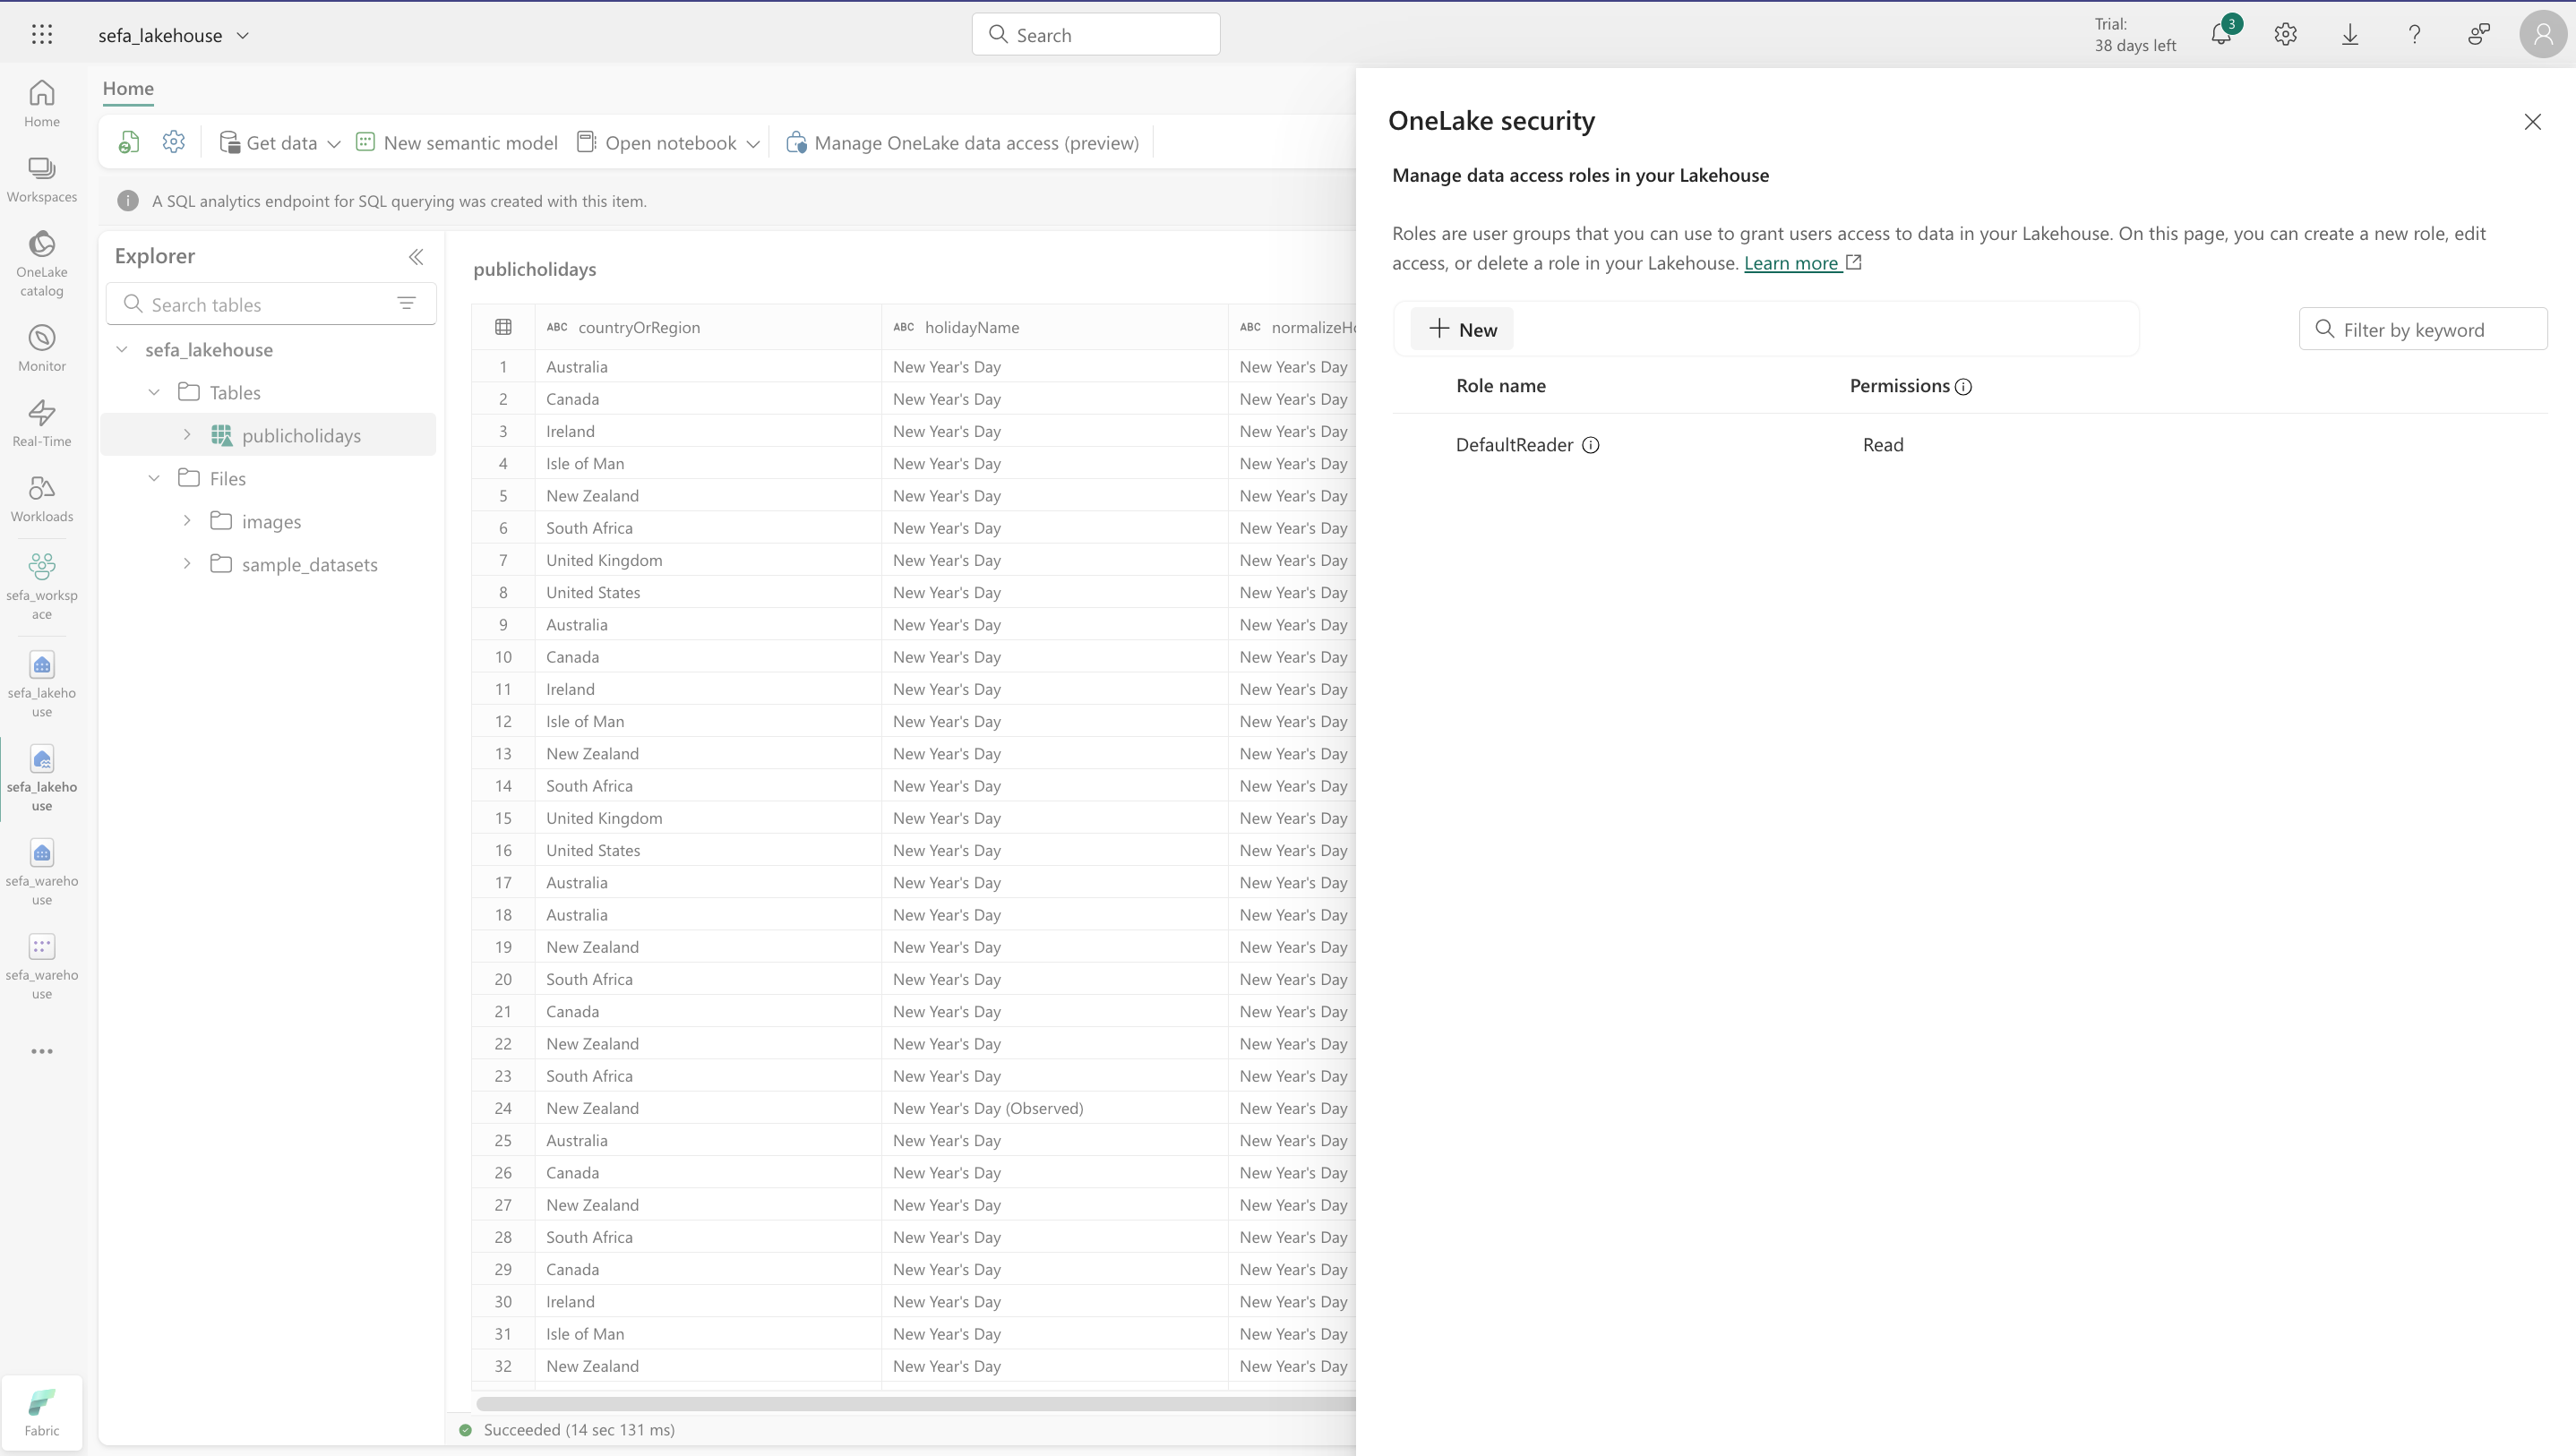 sefa_lakehouse
Search
Trial:
38 days left
3
Home
Workspaces
OneLake
catalog
Monitor
Real-Time
Workloads
sefa_worksp
ace
sefa_lakeho
use
sefa_lakeho
use
sefa_wareho
use
sefa_wareho
use
Fabric
Home
Get data
New semantic model
Open notebook
Manage OneLake data access (preview)
A SQL analytics endpoint for SQL querying was created with this item.
Explorer
Search tables
sefa_lakehouse
Tables
publicholidays
Files
images
sample_datasets
publicholidays
ABC countryOrRegion ABC holidayName ABC normalizeHo
1 Australia New Year's Day New Year's Day
2 Canada New Year's Day New Year's Day
3 Ireland New Year's Day New Year's Day
4 Isle of Man New Year's Day New Year's Day
5 New Zealand New Year's Day New Year's Day
6 South Africa New Year's Day New Year's Day
7 United Kingdom New Year's Day New Year's Day
8 United States New Year's Day New Year's Day
9 Australia New Year's Day New Year's Day
10 Canada New Year's Day New Year's Day
11 Ireland New Year's Day New Year's Day
12 Isle of Man New Year's Day New Year's Day
13 New Zealand New Year's Day New Year's Day
14 South Africa New Year's Day New Year's Day
15 United Kingdom New Year's Day New Year's Day
16 United States New Year's Day New Year's Day
17 Australia New Year's Day New Year's Day
18 Australia New Year's Day New Year's Day
19 New Zealand New Year's Day New Year's Day
20 South Africa New Year's Day New Year's Day
21 Canada New Year's Day New Year's Day
22 New Zealand New Year's Day New Year's Day
23 South Africa New Year's Day New Year's Day
24 New Zealand New Year's Day (Observed) New Year's Day
25 Australia New Year's Day New Year's Day
26 Canada New Year's Day New Year's Day
27 New Zealand New Year's Day New Year's Day
28 South Africa New Year's Day New Year's Day
29 Canada New Year's Day New Year's Day
30 Ireland New Year's Day New Year's Day
31 Isle of Man New Year's Day New Year's Day
32 New Zealand New Year's Day New Year's Day
Succeeded (14 sec 131 ms)
OneLake security
Manage data access roles in your Lakehouse
Roles are user groups that you can use to grant users access to data in your Lakehouse. On this page, you can create a new role, edit
access, or delete a role in your Lakehouse. Learn more
New
Filter by keyword
Role name Permissions
DefaultReader Read